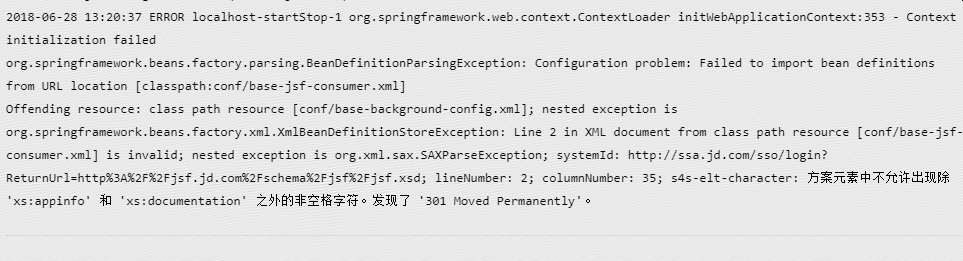 2018-06-28 13:20:37 ERROR localhost-startStop-1 org.springframework.web.context.ContextLoader initWebApplicationContext:353 - Context
initialization failed
org.springframework.beans.factory.parsing.BeanDefinitionParsingException: Configuration problem: Failed to import bean definitions
from URL location [classpath:conf/base-jsf-consumer.xml]
Offending resource: class path resource [conf/base-background-config.xml]; nested exception is
org.springframework.beans.factory.xml.XmlBeanDefinitionStoreException: Line 2 in XML document from class path resource [conf/base-jsf-
consumer.xml] is invalid; nested exception is org.xml.sax.SAXParseException; systemId: http://ssa.jd.com/sso/login?
ReturnUrl=http%3A%2F%2Fjsf.jd.com%2Fschema%2Fjsf%2Fjsf.xsd; lineNumber: 2; columnNumber: 35; s4s-elt-character: 方案元素中不允许出现除
'xs:appinfo' 和 'xs:documentation' 之外的非空格字符。发现了 '301 Moved Permanently'。